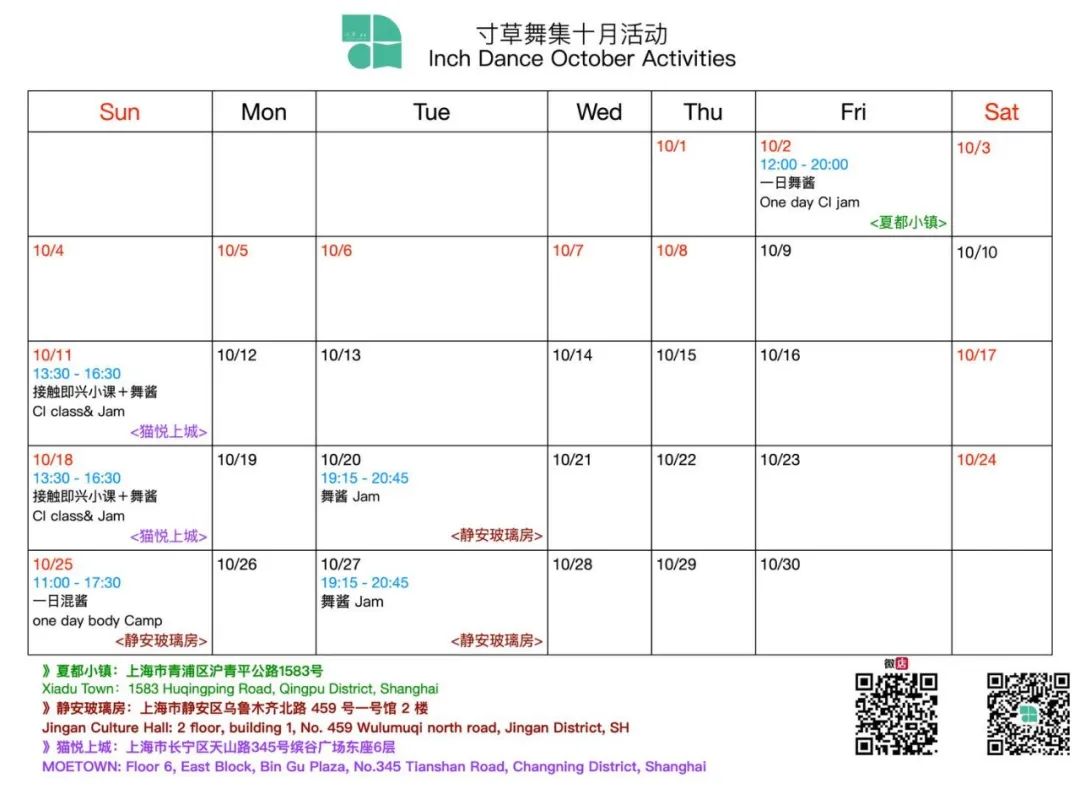 寸草舞集十月活动
Inch Dance October Activities
Sun Mon Tue Wed Thu Fri Sat
10/1
10/2
12:00 - 20:00
一日舞酱
One day CI jam
<夏都小镇>
10/3
10/4
10/5
10/6
10/7
10/8
10/9
10/10
10/11
13:30 - 16:30
接触即兴小课+舞酱
CI class& Jam
<猫悦上城>
10/12
10/13
10/14
10/15
10/16
10/17
10/18
13:30 - 16:30
接触即兴小课+舞酱
CI class& Jam
<猫悦上城>
10/19
10/20
19:15 - 20:45
舞酱 Jam
<静安玻璃房>
10/21
10/22
10/23
10/24
10/25
11:00 - 17:30
一日混酱
one day body Camp
<静安玻璃房>
10/26
10/27
19:15 - 20:45
舞酱 Jam
<静安玻璃房>
10/28
10/29
10/30
》夏都小镇：上海市青浦区沪青平公路1583号
Xiadu Town：1583 Huqingping Road, Qingpu District, Shanghai
》静安玻璃房：上海市静安区乌鲁木齐北路 459 号一号馆 2 楼
Jingan Culture Hall: 2 floor, building 1, No. 459 Wulumuqi north road, Jingan District, SH
》猫悦上城：上海市长宁区天山路345号缤谷广场东座6层
MOETOWN: Floor 6, East Block, Bin Gu Plaza, No.345 Tianshan Road, Changning District, Shanghai
微店